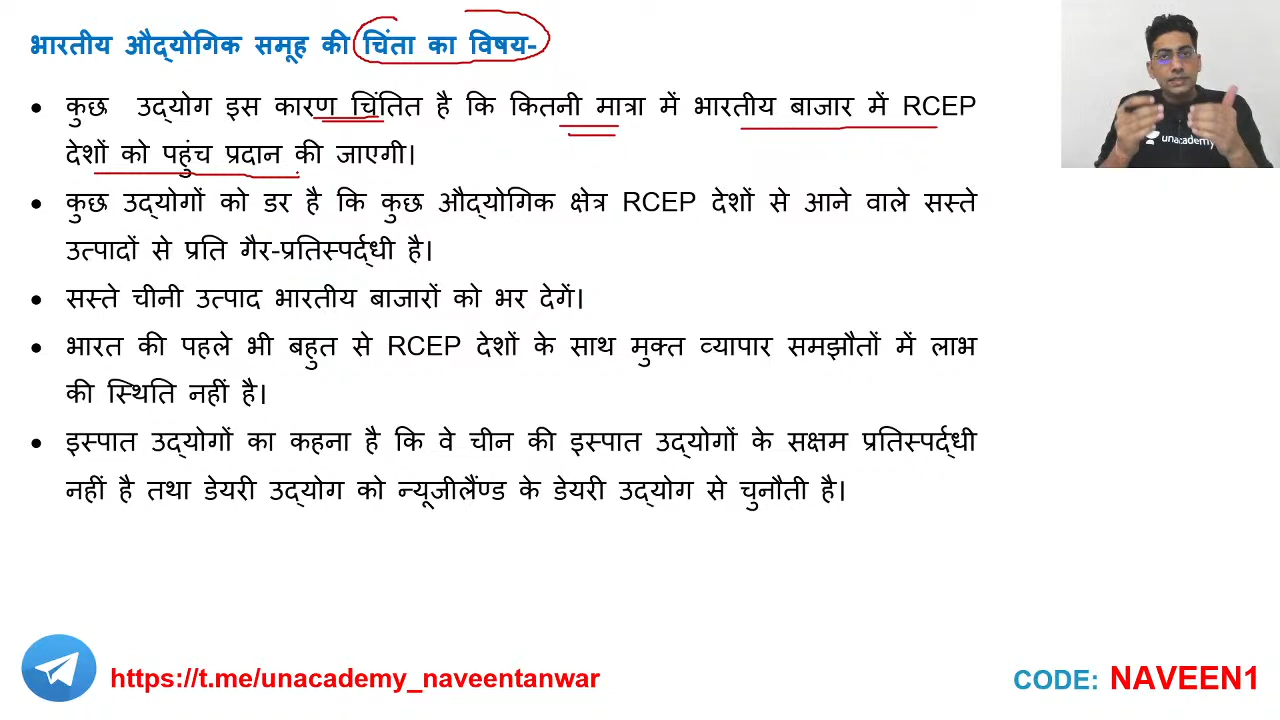 भारतीय औद्योगिक समूह की चिंता का विषय-
• कुछ उद्योग इस कारण चिंतित है कि कितनी मात्रा में भारतीय बाजार में RCEP
देशों को पहुंच प्रदान की जाएगी।
• कुछ उद्योगों को डर है कि कुछ औद्योगिक क्षेत्र RCEP देशों से आने वाले सस्ते
उत्पादों से प्रति गैर-प्रतिस्पर्द्धी है।
• सस्ते चीनी उत्पाद भारतीय बाजारों को भर देगें।
• भारत की पहले भी बहुत से RCEP देशों के साथ मुक्त व्यापार समझौतों में लाभ
की स्थिति नहीं है।
• इस्पात उद्योगों का कहना है कि वे चीन की इस्पात उद्योगों के सक्षम प्रतिस्पर्द्धी
नहीं है तथा डेयरी उद्योग को न्यूजीलैंण्ड के डेयरी उद्योग से चुनौती है।
unacademy
https://t.me/unacademy_naveentanwar
CODE: NAVEEN1